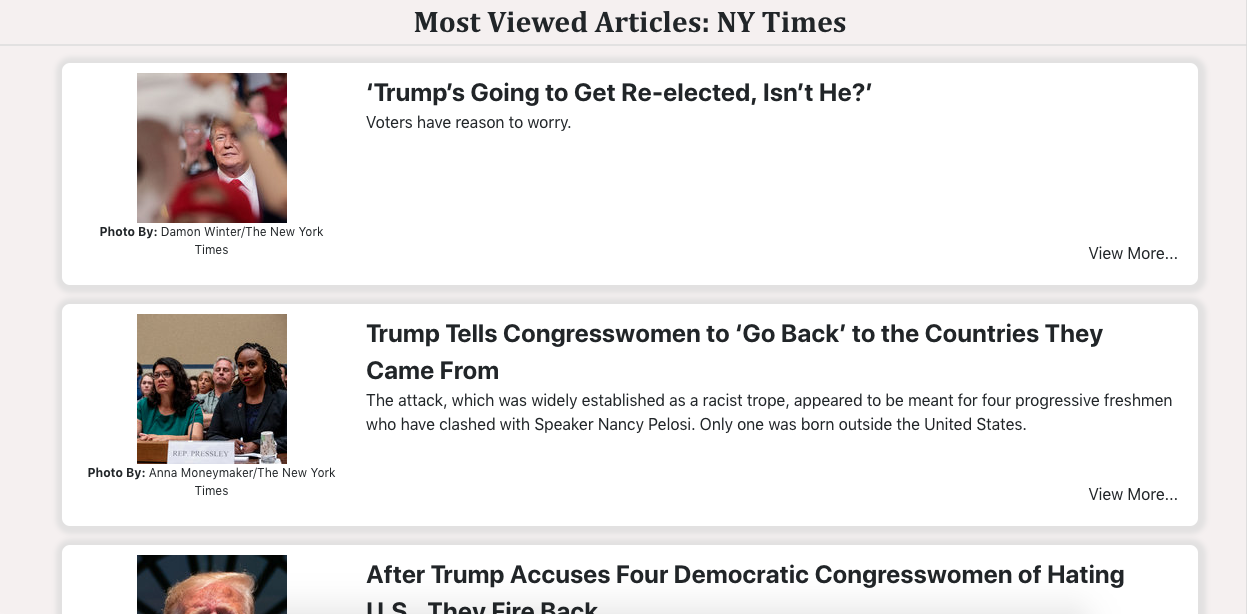 Most Viewed Articles: NY Times
‘Trump’s Going to Get Re-elected, Isn’t He?’
Voters have reason to worry.
Photo By: Damon Winter/The New York
Times
View More...
Trump Tells Congresswomen to ‘Go Back’ to the Countries They
Came From
The attack, which was widely established as a racist trope, appeared to be meant for four progressive freshmen
who have clashed with Speaker Nancy Pelosi. Only one was born outside the United States.
REP. PRESSLEY
Photo By: Anna Moneymaker/The New York
Times
View More...
After Trump Accuses Four Democratic Congresswomen of Hating
U.S., They Fire Back